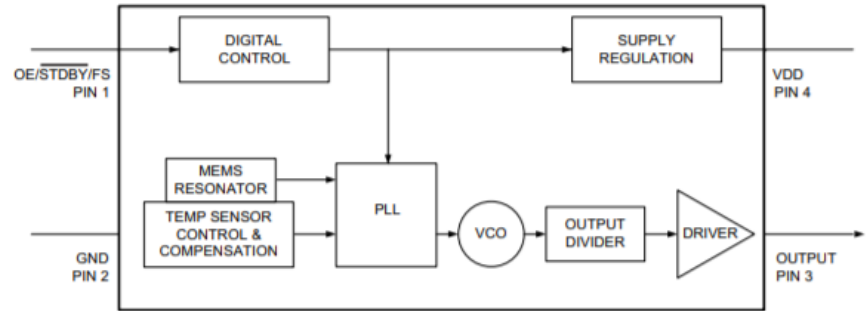 DIGITAL
CONTROL
SUPPLY
REGULATION
OE/STDBY/FS
PIN 1
VDD
PIN 4
MEMS
RESONATOR
TEMP SENSOR
CONTROL &
COMPENSATION
PLL
VCO
OUTPUT
DIVIDER
DRIVER
GND
PIN 2
OUTPUT
PIN 3